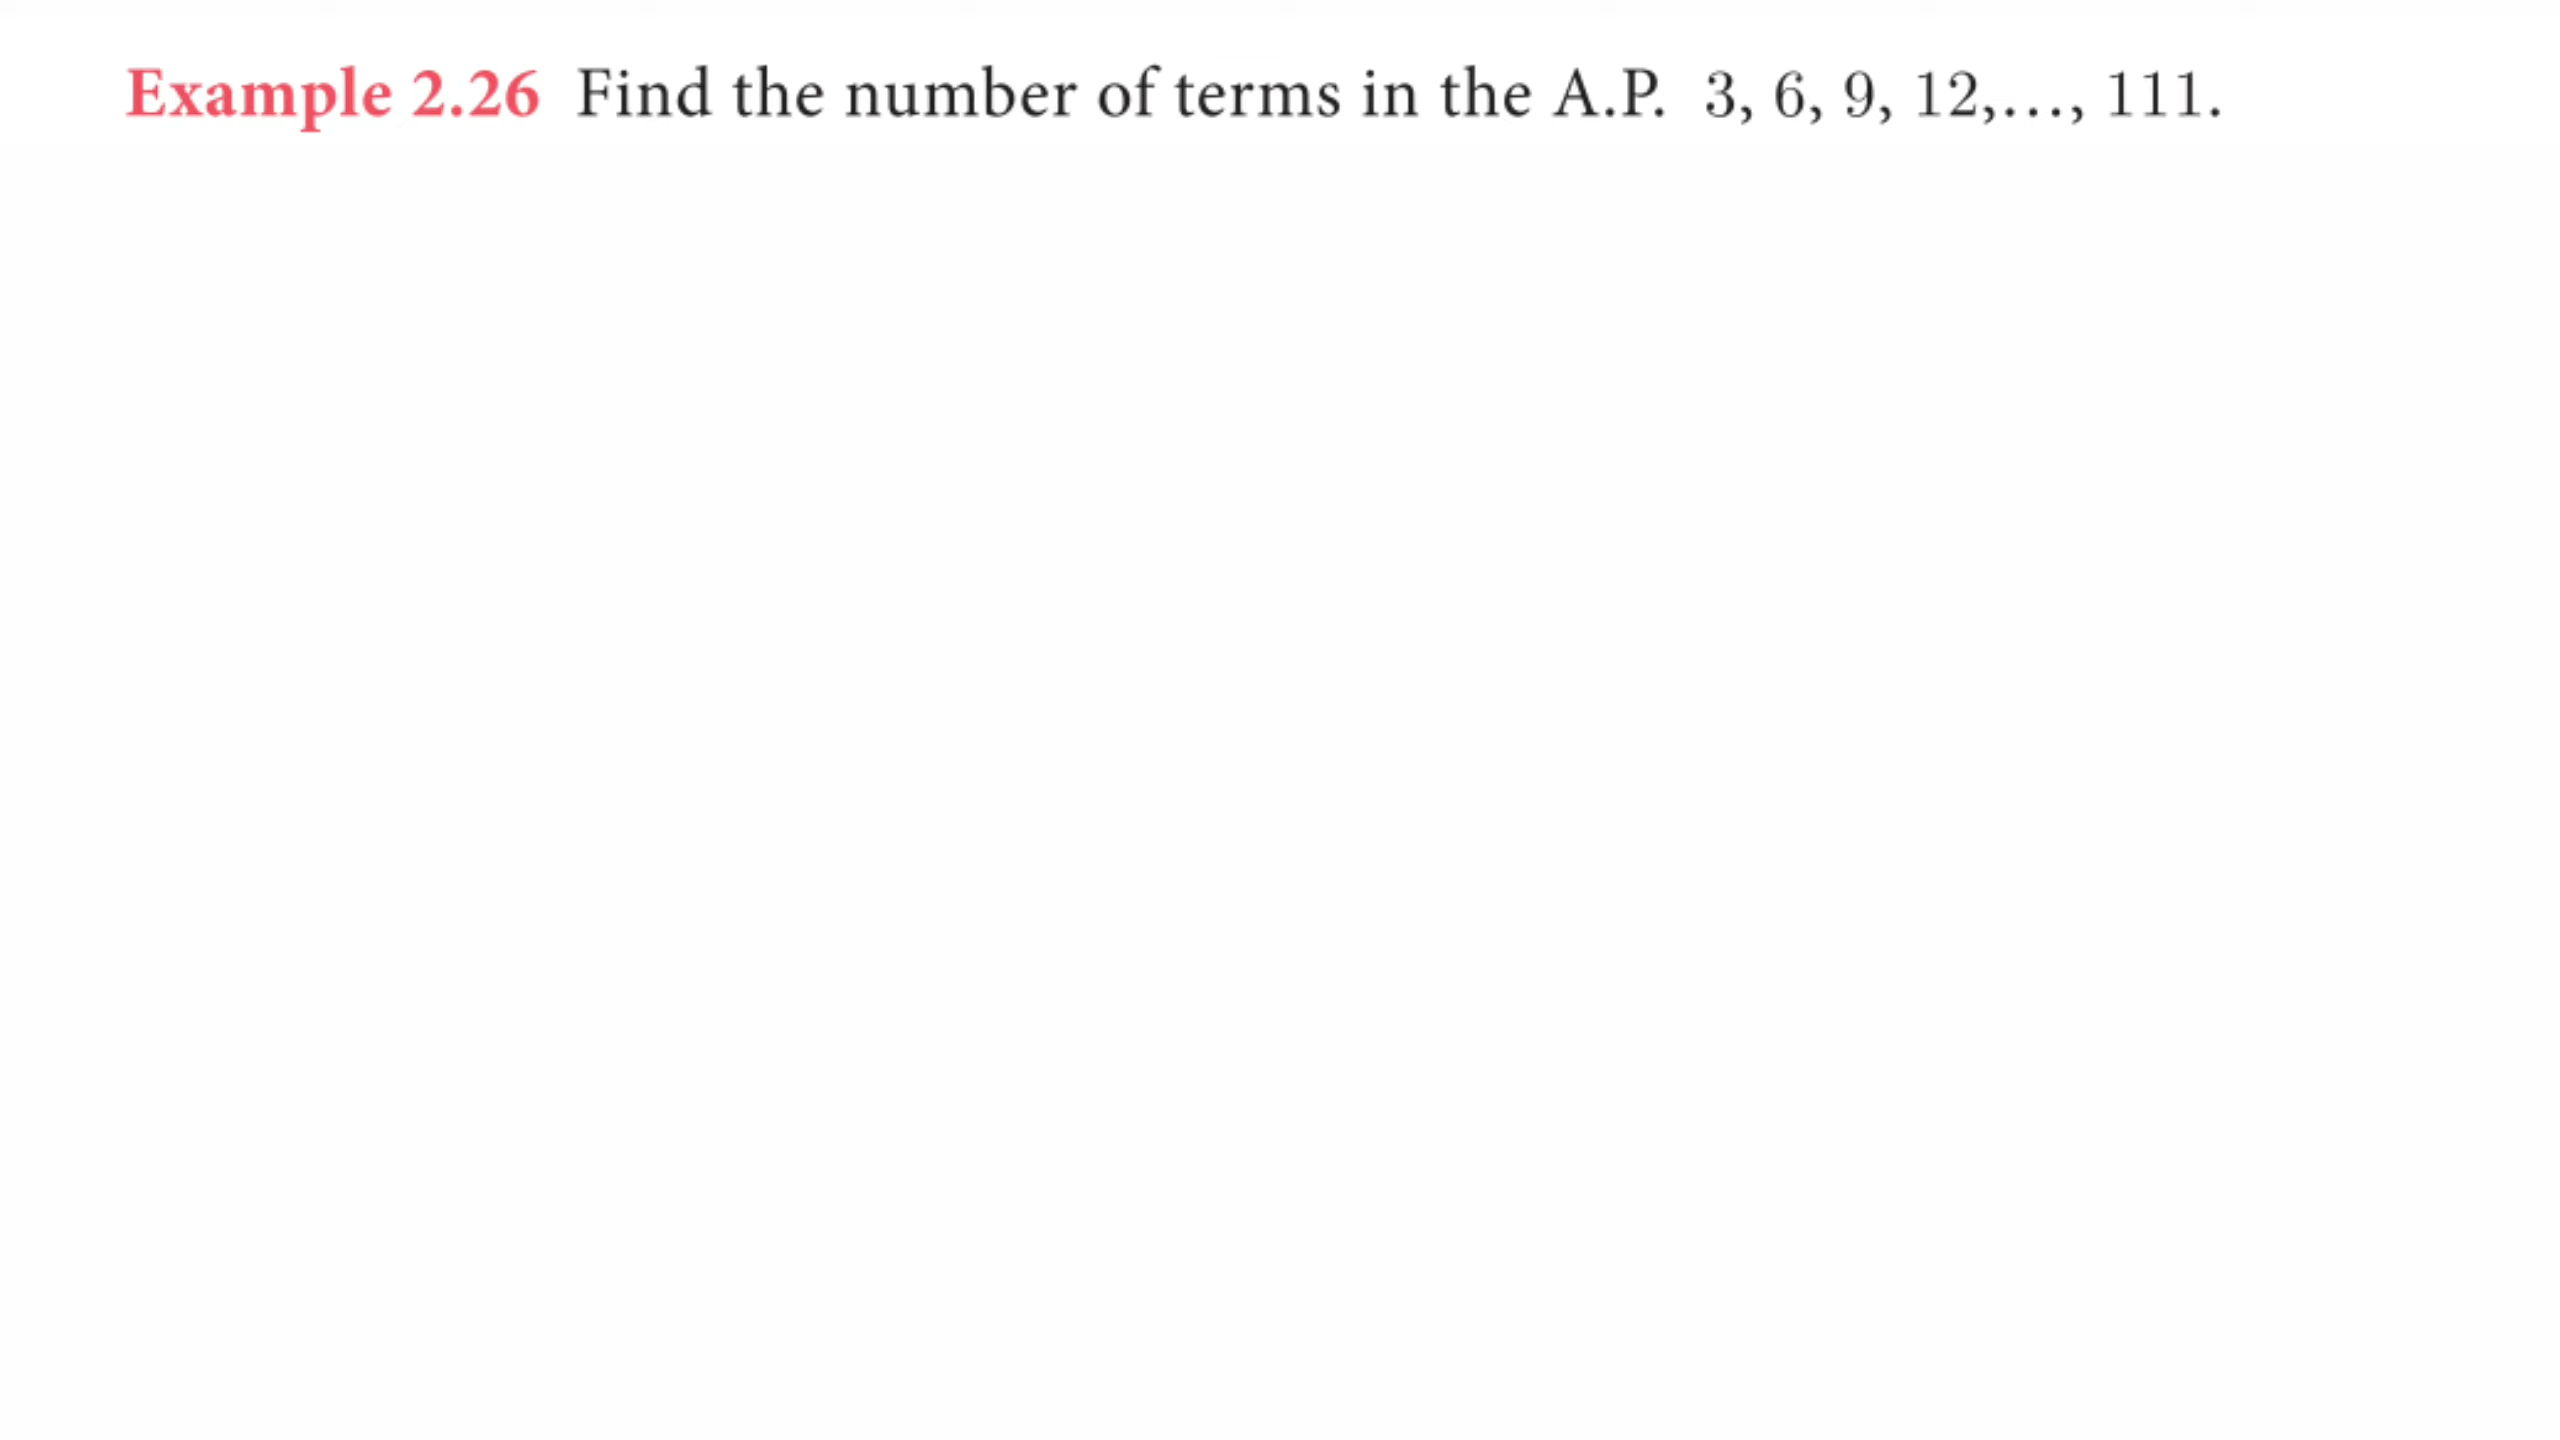 Example 2.26 Find the number of terms in the A.P. 3, 6, 9, 12,..., 111.